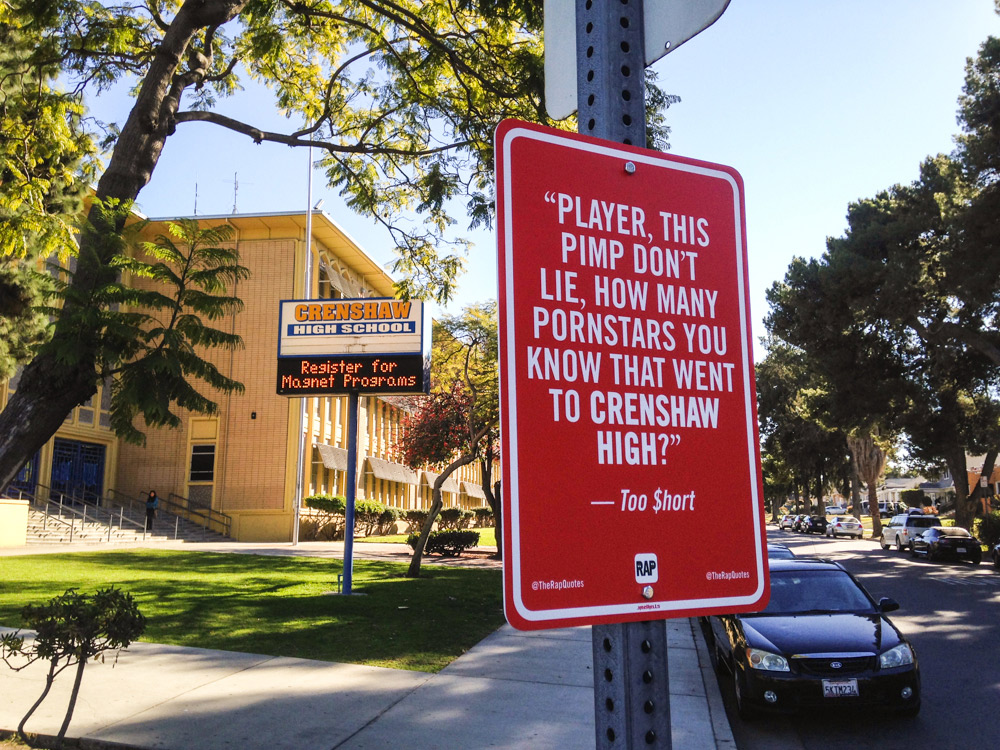 CRENSHAW
HIGH SCHOOL
Register for
Magnet Programs
“PLAYER, THIS
PIMP DON’T
LIE, HOW MANY
PORNSTARS YOU
KNOW THAT WENT
TO CRENSHAW
HIGH?”
— Too $hort
RAP
@TheRapQuotes
@TheRapQuotes